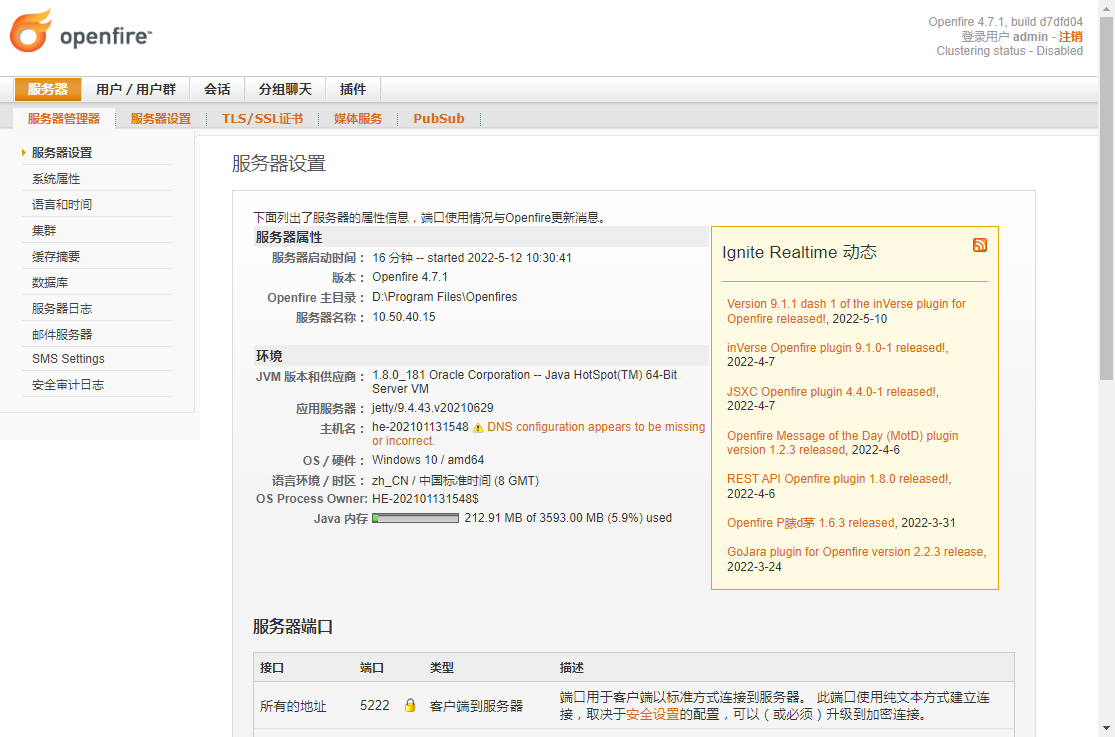 openfire™
Openfire 4.7.1, build d7dfd04
登录用户 admin - 注销
Clustering status - Disabled
服务器 用户 / 用户群 会话 分组聊天 插件
服务器管理器 服务器设置 TLS/SSL证书 媒体服务 PubSub
服务器设置
系统属性
语言和时间
集群
缓存摘要
数据库
服务器日志
邮件服务器
SMS Settings
安全审计日志
服务器设置
下面列出了服务器的属性信息，端口使用情况与Openfire更新消息。
服务器属性
服务器启动时间： 16 分钟 -- started 2022-5-12 10:30:41
版本： Openfire 4.7.1
Openfire 主目录： D:\Program Files\Openfires
服务器名称： 10.50.40.15
环境
JVM 版本和供应商： 1.8.0_181 Oracle Corporation -- Java HotSpot(TM) 64-Bit
Server VM
应用服务器： jetty/9.4.43.v20210629
主机名： he-202101131548 DNS configuration appears to be missing
or incorrect.
OS / 硬件： Windows 10 / amd64
语言环境 / 时区： zh_CN / 中国标准时间 (8 GMT)
OS Process Owner: HE-202101131548$
Java 内存 212.91 MB of 3593.00 MB (5.9%) used
Ignite Realtime 动态
Version 9.1.1 dash 1 of the inVerse plugin for
Openfire released!, 2022-5-10
inVerse Openfire plugin 9.1.0-1 released!,
2022-4-7
JSXC Openfire plugin 4.4.0-1 released!,
2022-4-7
Openfire Message of the Day (MotD) plugin
version 1.2.3 released, 2022-4-6
REST API Openfire plugin 1.8.0 released!,
2022-4-6
Openfire 1.6.3 released, 2022-3-31
GoJara plugin for Openfire version 2.2.3 release,
2022-3-24
服务器端口
接口 端口 类型 描述
所有的地址 5222 客户端到服务器 端口用于客户端以标准方式连接到服务器。 此端口使用纯文本方式建立连
接，取决于安全设置的配置，可以（或必须）升级到加密连接。